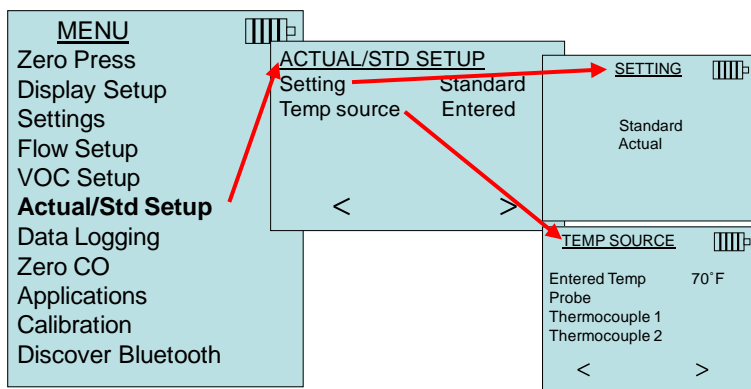 MENU
Zero Press
Display Setup
Settings
Flow Setup
VOC Setup
Actual/Std Setup
Data Logging
Zero CO
Applications
Calibration
Discover Bluetooth
ACTUAL/STD SETUP
Setting Standard
Temp source Entered
< >
SETTING
Standard
Actual
TEMP SOURCE
Entered Temp 70˚F
Probe
Thermocouple 1
Thermocouple 2
< >